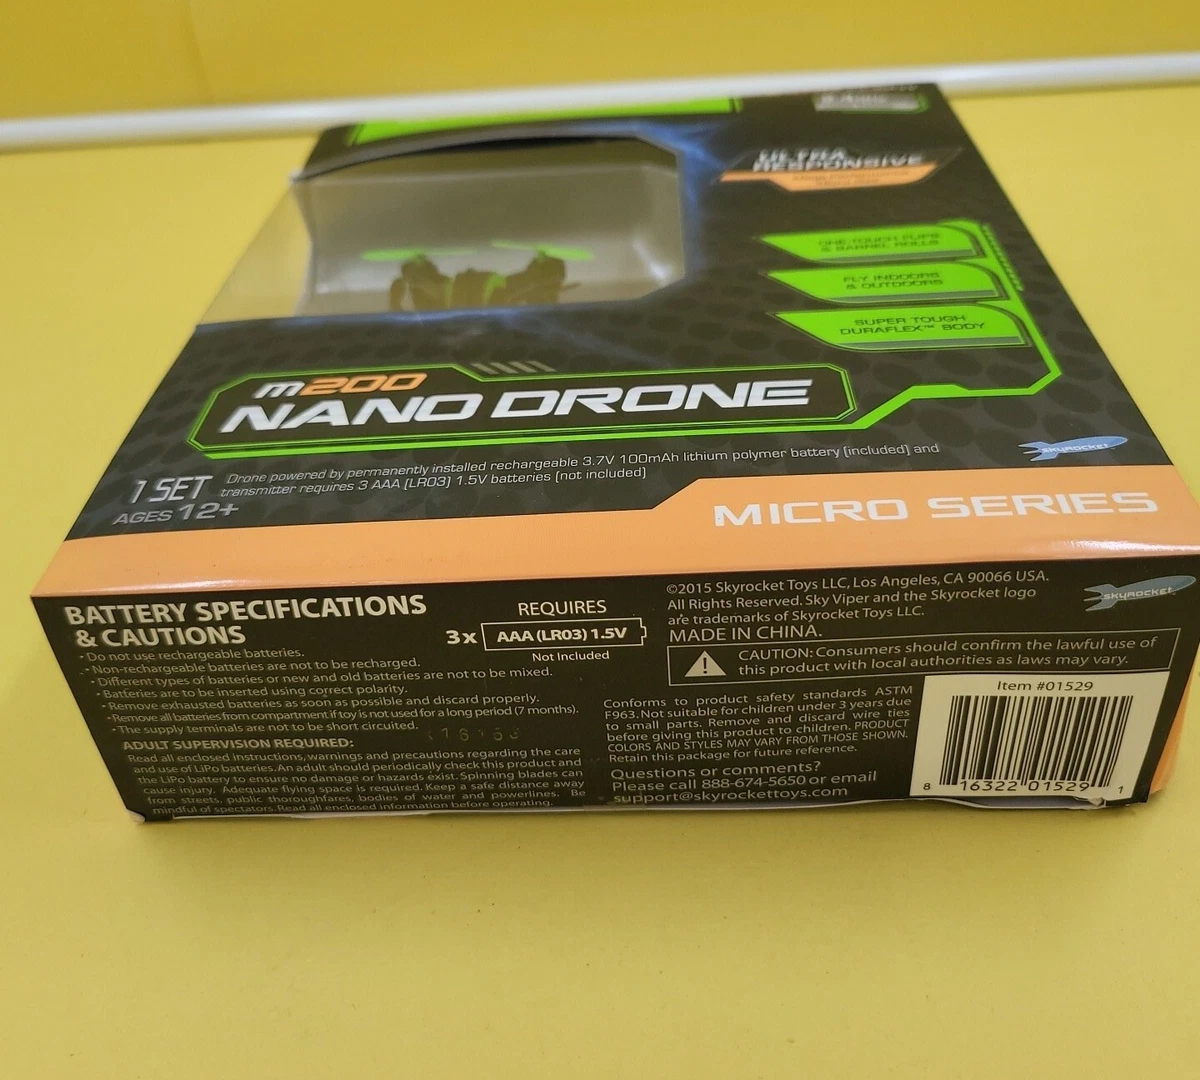 ULTRA
RESPONSIVE
ONE-TOUCH FLIPS
& BARREL ROLLS
FLY INDOORS
& OUTDOORS
SUPER TOUGH
DURAFLEX™ BODY
m200
NANO DRONE
SKYROCKET
1 SET
AGES 12+
Drone powered by permanently installed rechargeable 3.7V 100mAh lithium polymer battery (included) and
transmitter requires 3 AAA (LR03) 1.5V batteries (not included)
MICRO SERIES
BATTERY SPECIFICATIONS
& CAUTIONS
• Do not use rechargeable batteries.
• Non-rechargeable batteries are not to be recharged.
• Different types of batteries or new and old batteries are not to be mixed.
• Batteries are to be inserted using correct polarity.
• Remove exhausted batteries as soon as possible and discard properly.
• Remove all batteries from compartment if toy is not used for a long period (7 months).
• The supply terminals are not to be short circuited.
ADULT SUPERVISION REQUIRED:
Read all enclosed instructions, warnings and precautions regarding the care
and use of LiPo batteries. An adult should periodically check this product and
the LiPo battery to ensure no damage or hazards exist. Spinning blades can
cause injury. Adequate flying space is required. Keep a safe distance away
from streets, public thoroughfares, bodies of water and powerlines. Be
mindful of spectators. Read all enclosed information before operating.
REQUIRES
3x AAA (LR03) 1.5V
Not Included
©2015 Skyrocket Toys LLC, Los Angeles, CA 90066 USA.
All Rights Reserved. Sky Viper and the Skyrocket logo
are trademarks of Skyrocket Toys LLC.
MADE IN CHINA.
SKYROCKET
CAUTION: Consumers should confirm the lawful use of
this product with local authorities as laws may vary.
Conforms to product safety standards ASTM
F963. Not suitable for children under 3 years due
to small parts. Remove and discard wire ties
before giving this product to children. PRODUCT
COLORS AND STYLES MAY VARY FROM THOSE SHOWN.
Retain this package for future reference.
Questions or comments?
Please call 888-674-5650 or email
support@skyrockettoys.com
Item #01529
8 16322 01529 1